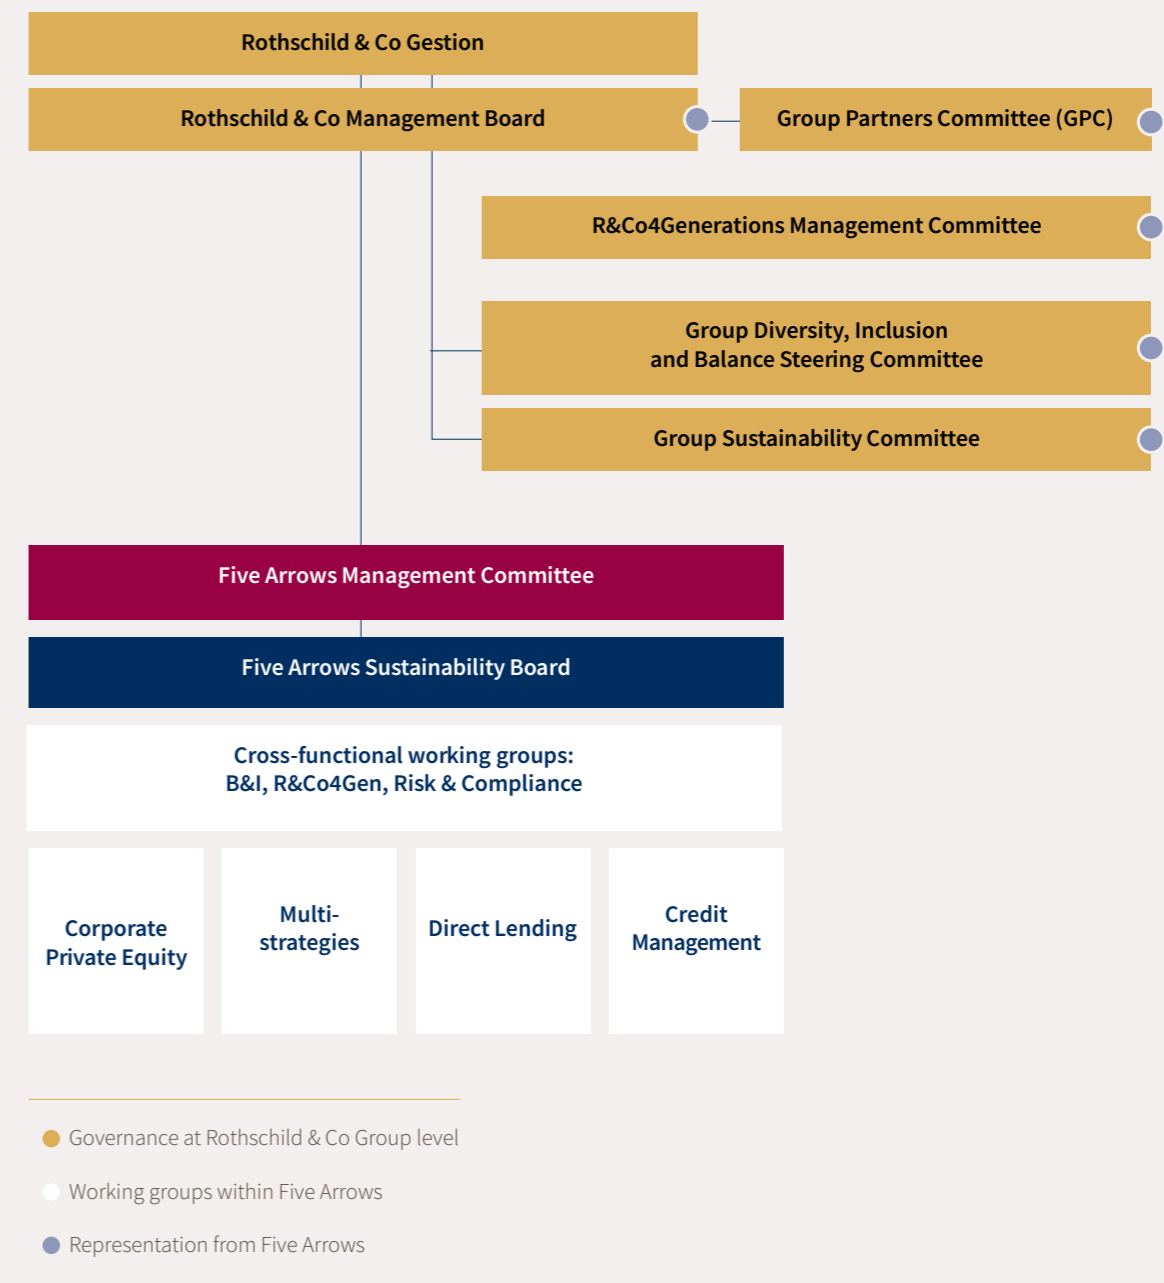 Rothschild & Co Gestion
Rothschild & Co Management Board
Group Partners Committee (GPC)
R&Co4Generations Management Committee
Group Diversity, Inclusion
and Balance Steering Committee
Group Sustainability Committee
Five Arrows Management Committee
Five Arrows Sustainability Board
Cross-functional working groups:
B&I, R&Co4Gen, Risk & Compliance
Corporate
Private Equity
Multi-
strategies
Direct Lending
Credit
Management
Governance at Rothschild & Co Group level
Working groups within Five Arrows
Representation from Five Arrows